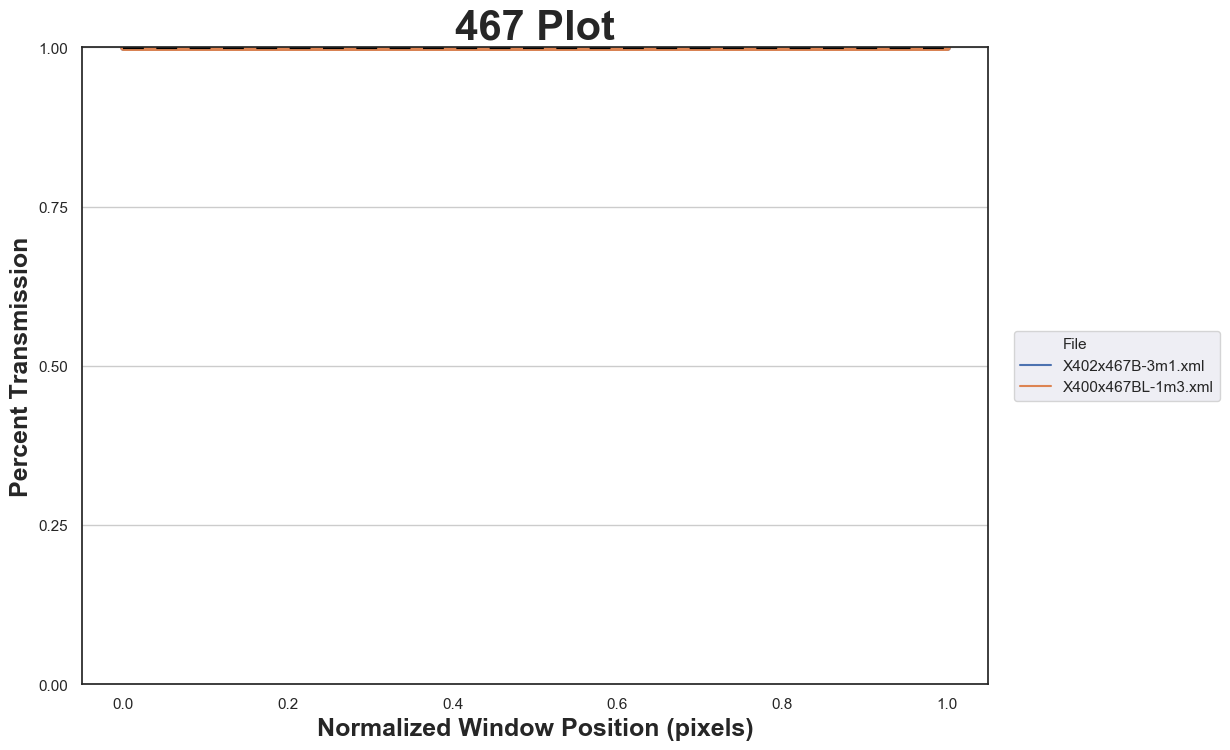 467 Plot
1.00
0.75
0.50
0.25
0.00
Percent Transmission
0.0 0.2 0.4 0.6 0.8 1.0
Normalized Window Position (pixels)
File
X402x467B-3m1.xml
X400x467BL-1m3.xml